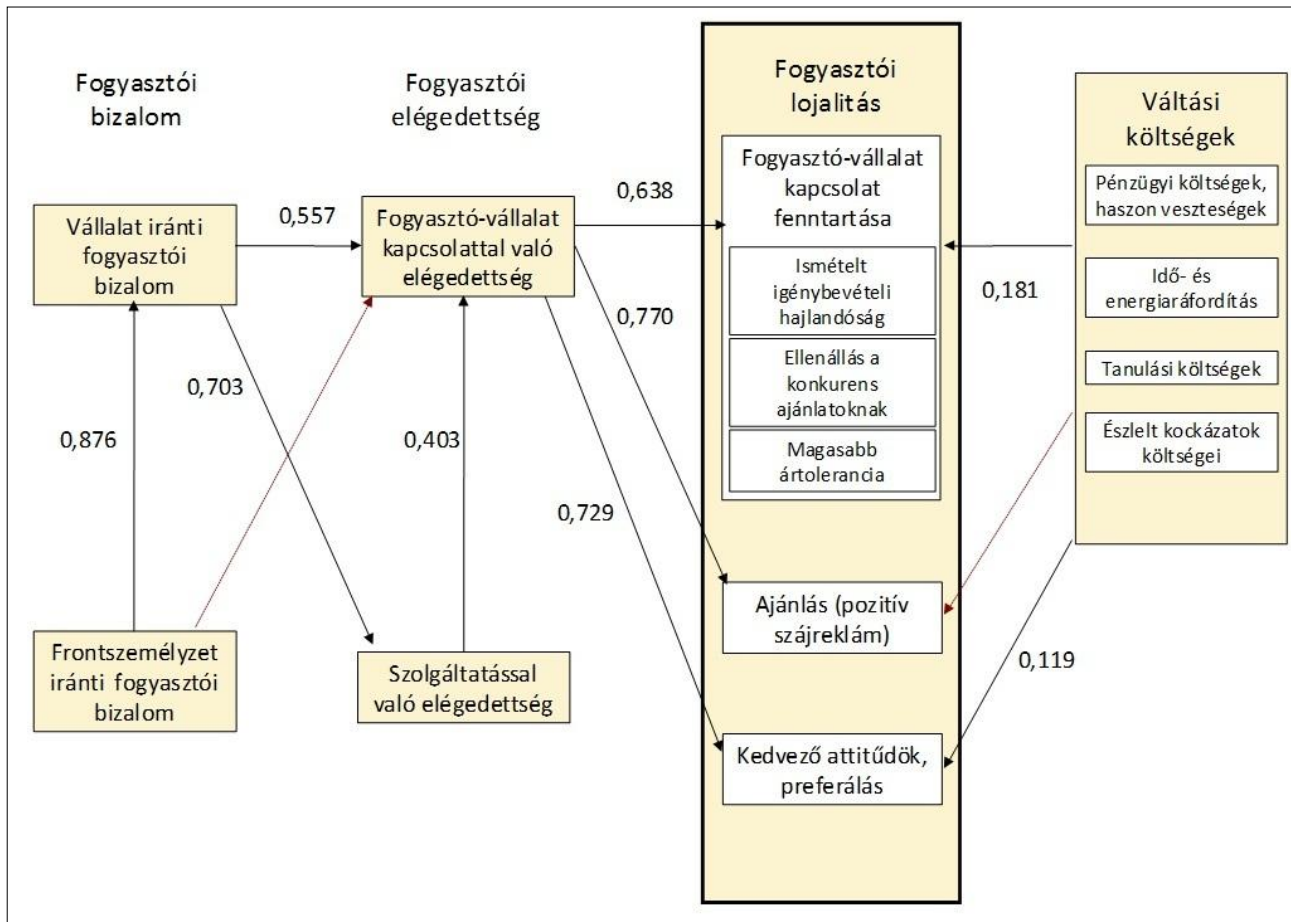 Fogyasztói
bizalom
Fogyasztói
elégedettség
Fogyasztói
lojalitás
Váltási
költségek
Vállalat iránti
fogyasztói
bizalom
0,557
Fogyasztó-vállalat
kapcsolattal való
elégedettség
0,638
Fogyasztó-vállalat
kapcsolat
fenntartása
Ismételt
igénybevételi
hajlandóság
Ellenállás a
konkurens
ajánlatoknak
Magasabb
ártolerancia
0,181
Pénzügyi költségek,
haszon veszteségek
Idő- és
energiaráfordítás
Tanulási költségek
Észlelt kockázatok
költségei
0,770
0,703
0,876
0,403
0,729
Frontszemélyzet
iránti fogyasztói
bizalom
Szolgáltatással
való elégedettség
Ajánlás (pozitív
szájreklám)
0,119
Kedvező attitűdök,
preferálás